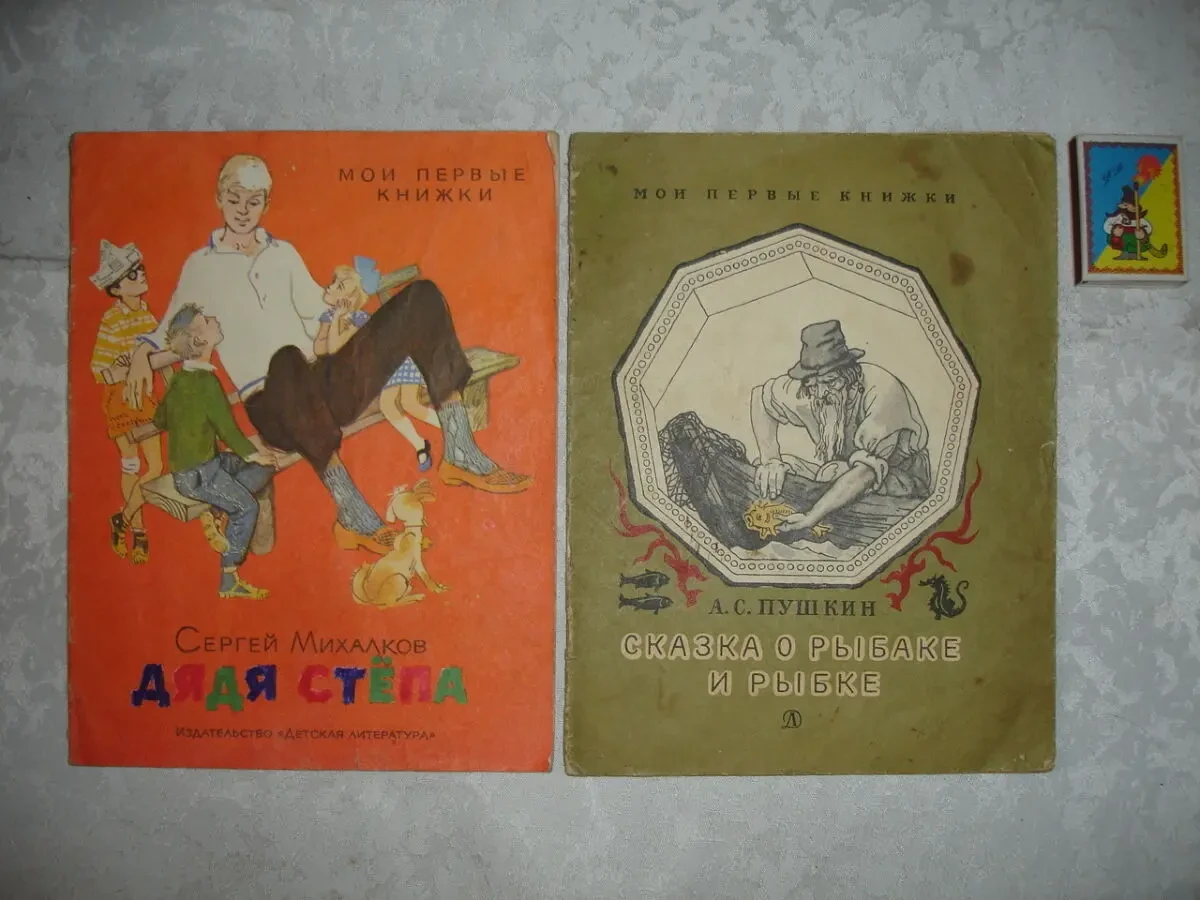 МОИ ПЕРВЫЕ
КНИЖКИ
СЕРГЕЙ МИХАЛКОВ
ДЯДЯ СТЁПА
ИЗДАТЕЛЬСТВО «ДЕТСКАЯ ЛИТЕРАТУРА»
МОИ ПЕРВЫЕ КНИЖКИ
А. С. ПУШКИН
СКАЗКА О РЫБАКЕ
И РЫБКЕ